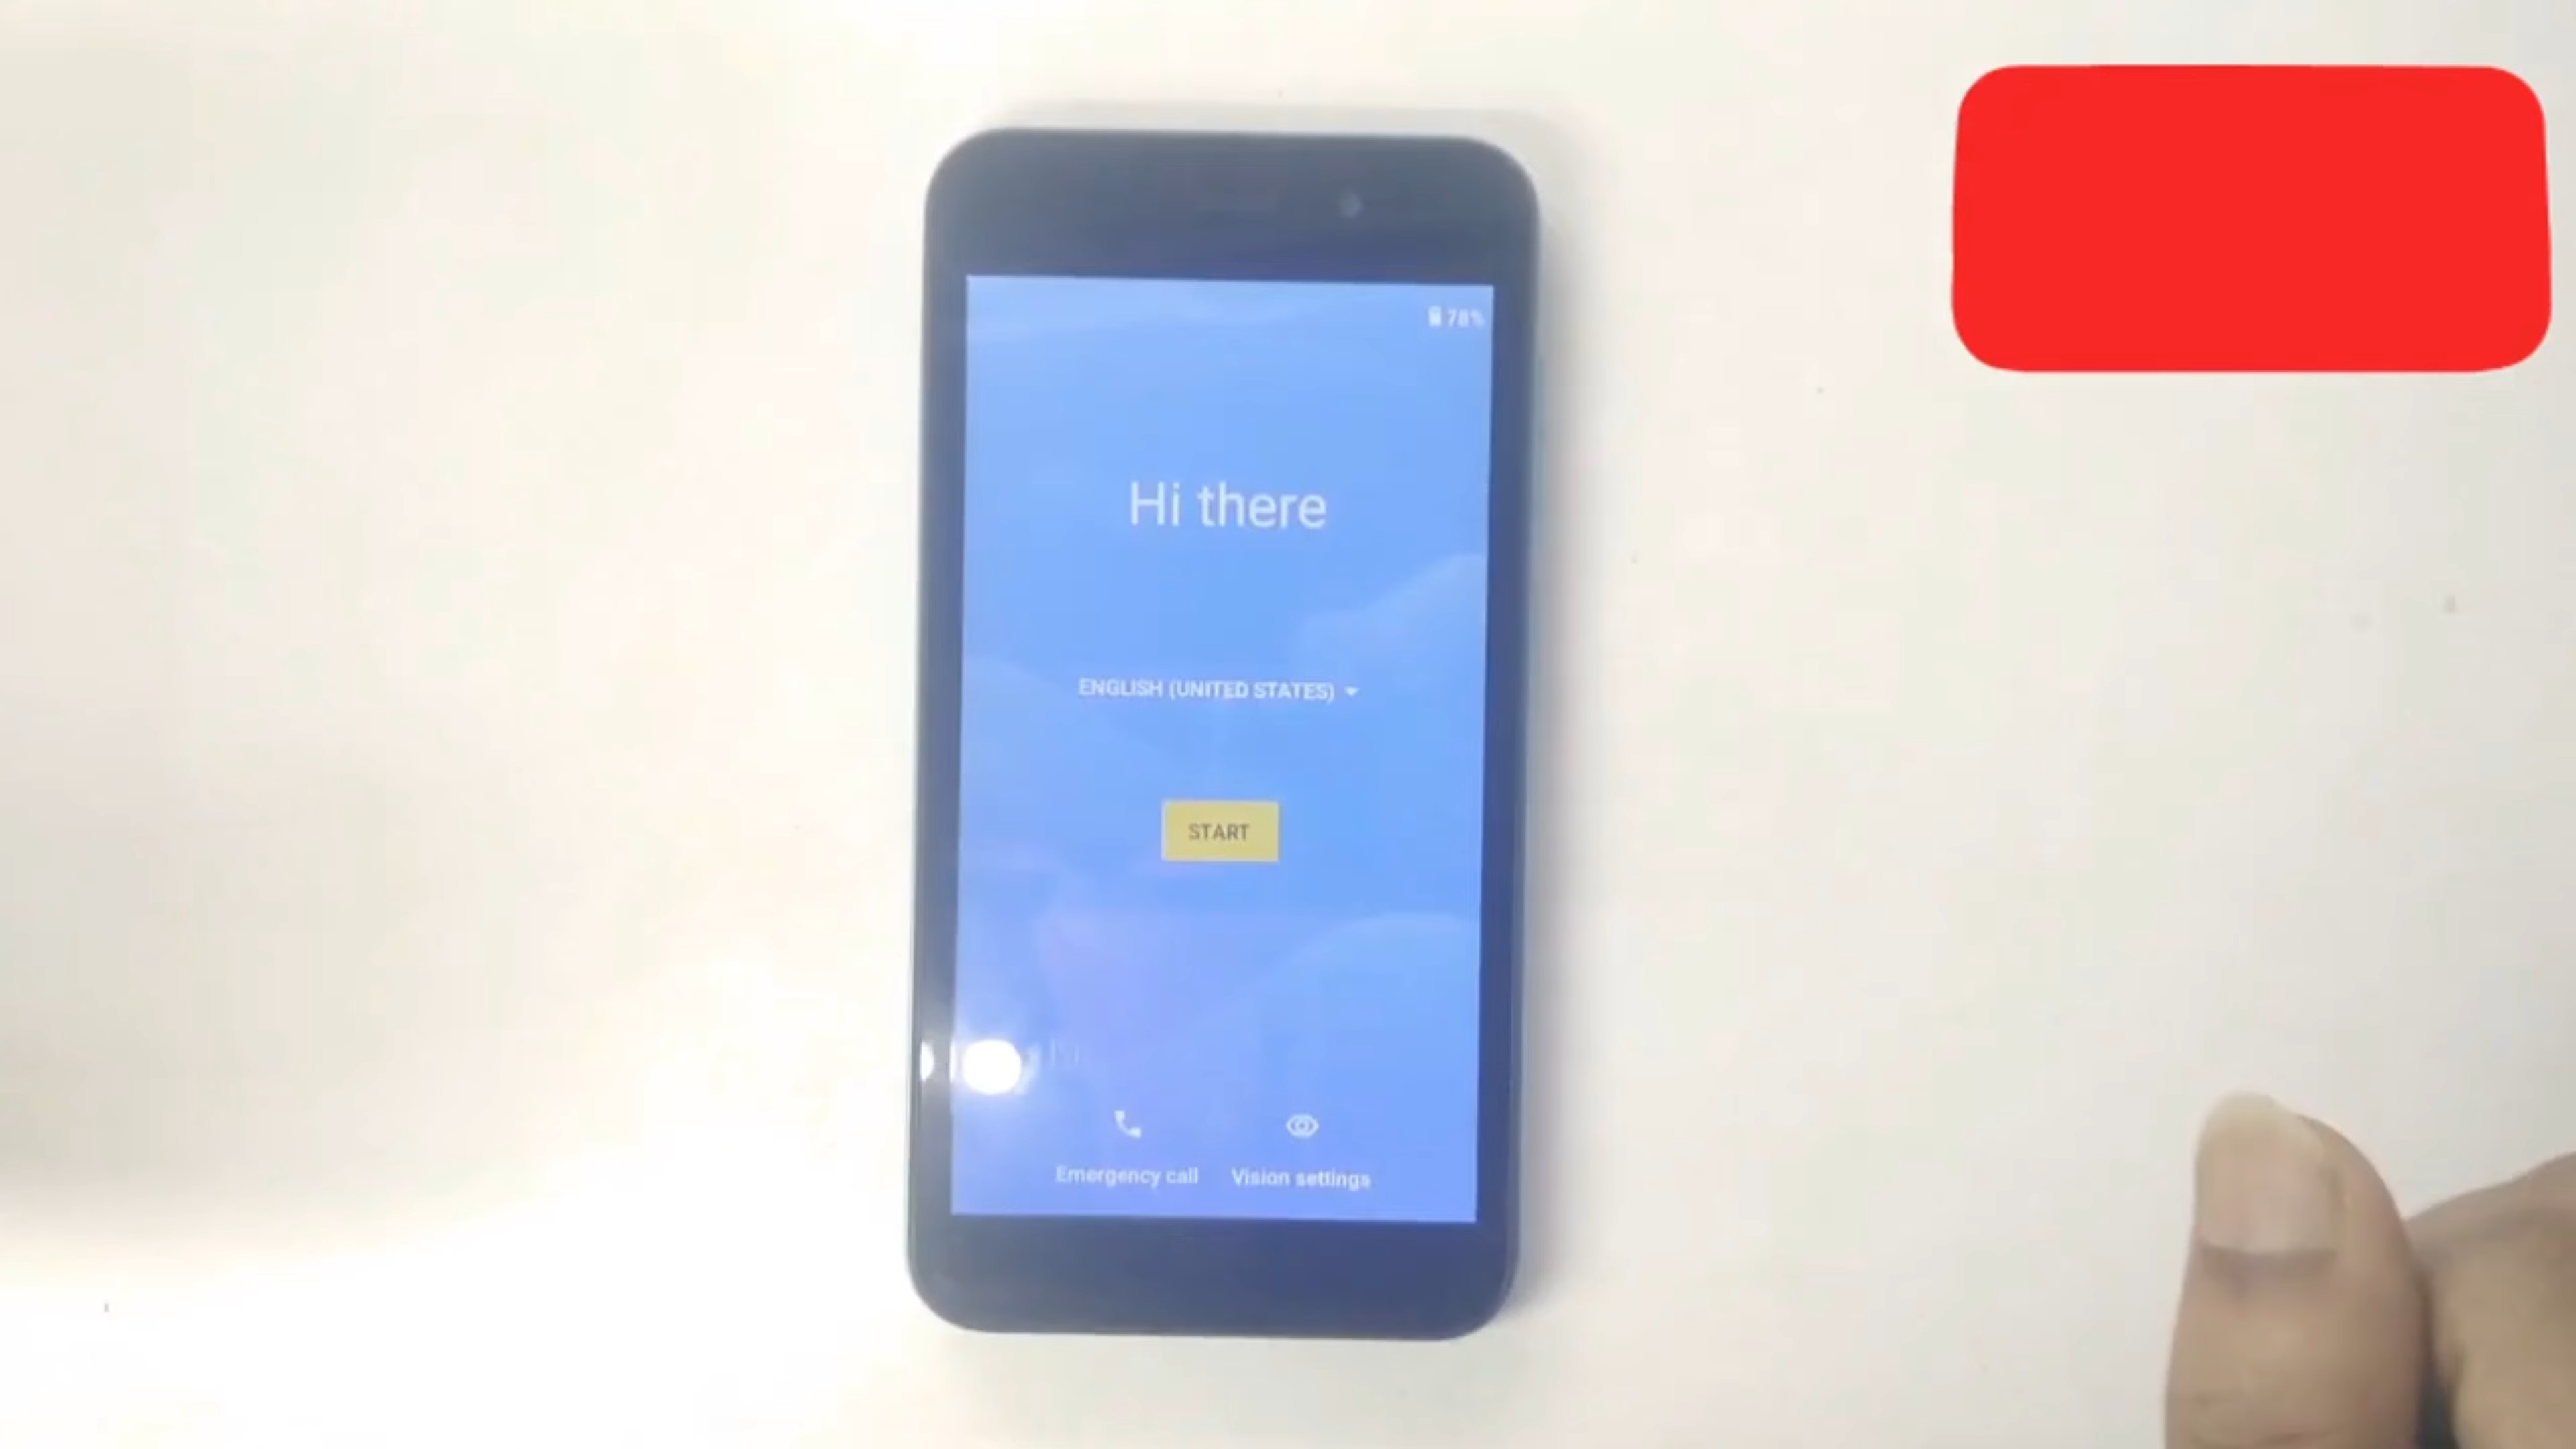 78%
Hi there
ENGLISH (UNITED STATES)
START
Emergency call
Vision settings